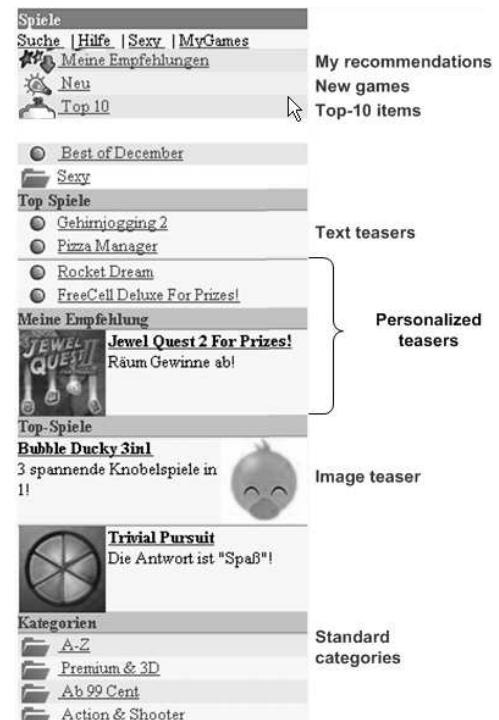 Spiele
Suche | Hilfe | Sexy | MyGames
Meine Empfehlungen
My recommendations
Neu
New games
Top 10
Top-10 items
Best of December
Sexy
Top Spiele
Gehirnjogging 2
Text teasers
Pizza Manager
Rocket Dream
FreeCell Deluxe For Prizes!
Personalized
teasers
Meine Empfehlung
JEWEL
QUEST II
Jewel Quest 2 For Prizes!
Räum Gewinne ab!
Top-Spiele
Bubble Ducky 3in1
3 spannende Knobelspiele in
1!
Image teaser
Trivial Pursuit
Die Antwort ist "Spaß"!
Kategorien
Standard
categories
A-Z
Premium & 3D
Ab 99 Cent
Action & Shooter